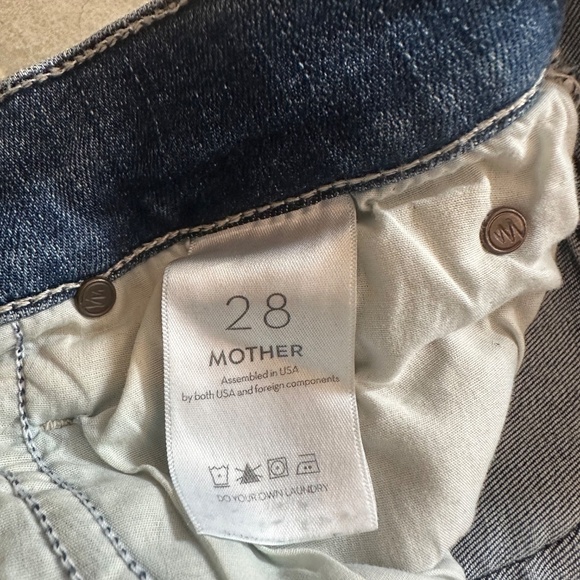 28
MOTHER
Assembled in USA
by both USA and foreign components
DO YOUR OWN LAUNDRY